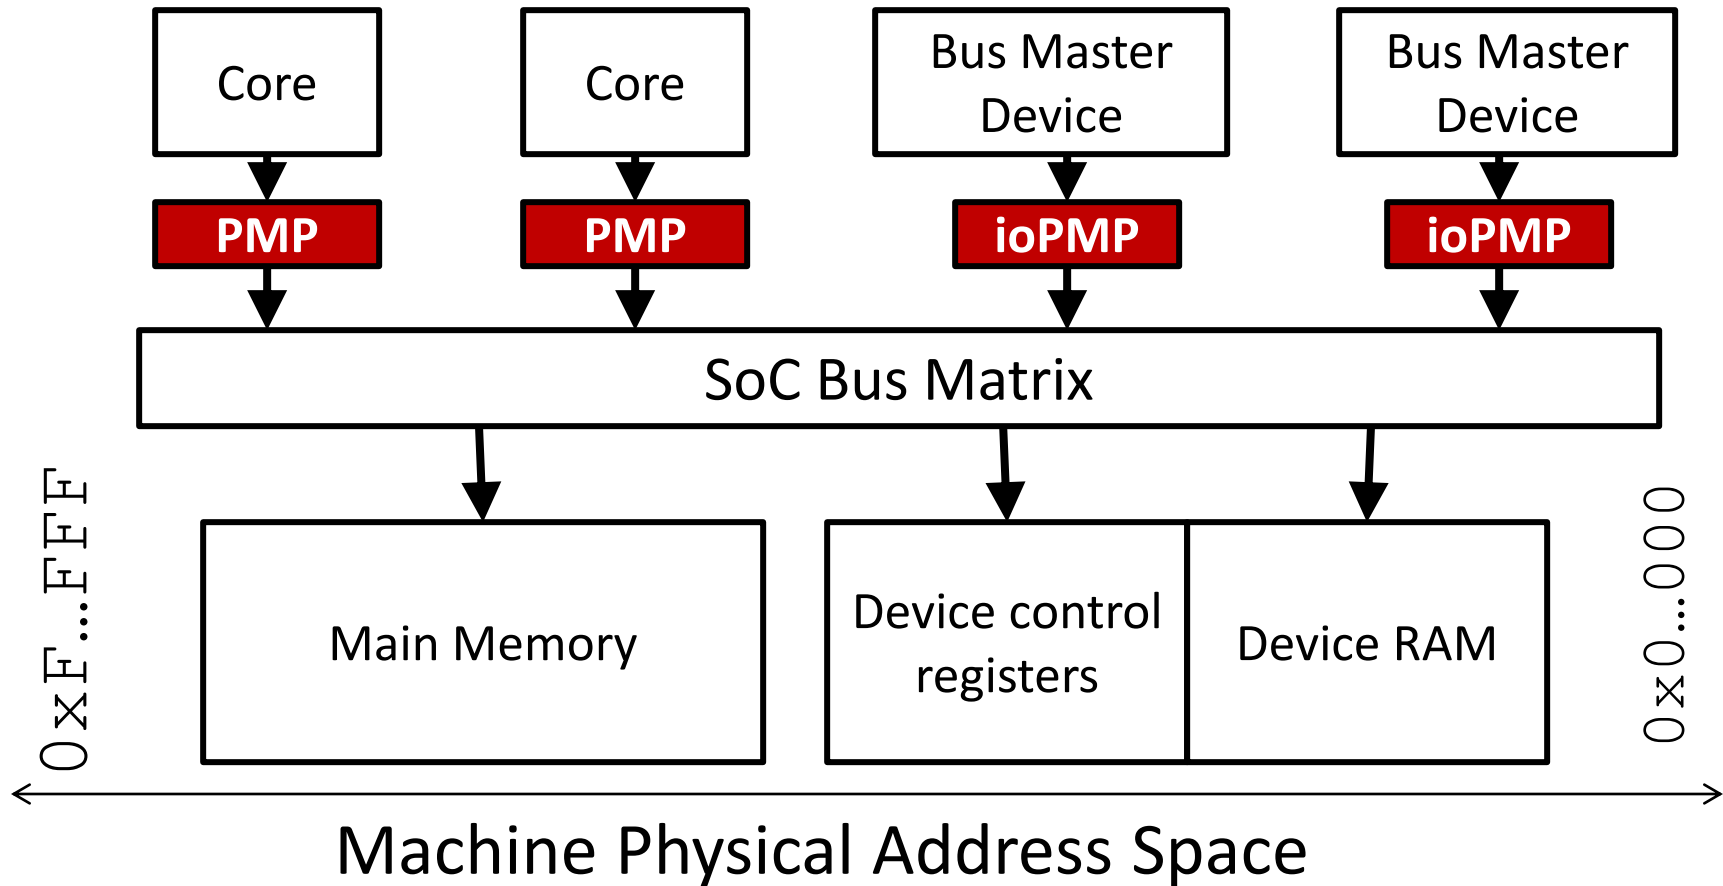 Core
Core
Bus Master
Device
Bus Master
Device
PMP
PMP
ioPMP
ioPMP
SoC Bus Matrix
0xF...FFF
Main Memory
Device control
registers
Device RAM
0x0...000
Machine Physical Address Space